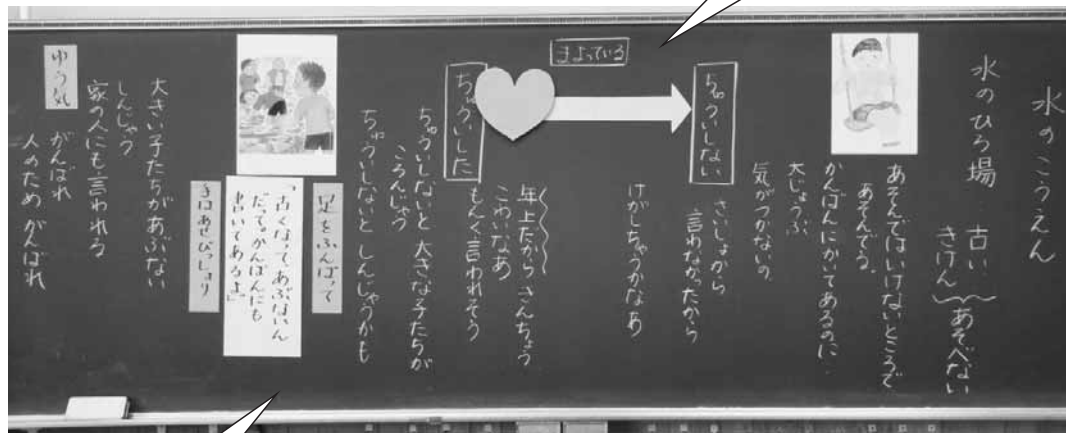 水のこうえん
水のひろ場　古い
きけん
あそべない
あそんではいけないところで
あそんでる。
かんばんにかいてあるのに
大じょうぶ
気がつかないの。
ちゅういしない
さいしょから
言わなかったから
けがしちゃうかなあ
まよっている
ちゅういした
年上だから さんちょう
こわいなあ
もんく言われそう
ちゅういしないと 大きな子たちが
ころんじゃう
ちゅういしないと しんじゃうかも
足をふんばって
「古くなって、あぶないん
だって。かんばんにも
書いてあるよ。」
手はあせびっしょり
大きい子たちがあぶない
しんじゃう
家の人にも言われる
ゆう気
がんばれ
人のため がんばれ